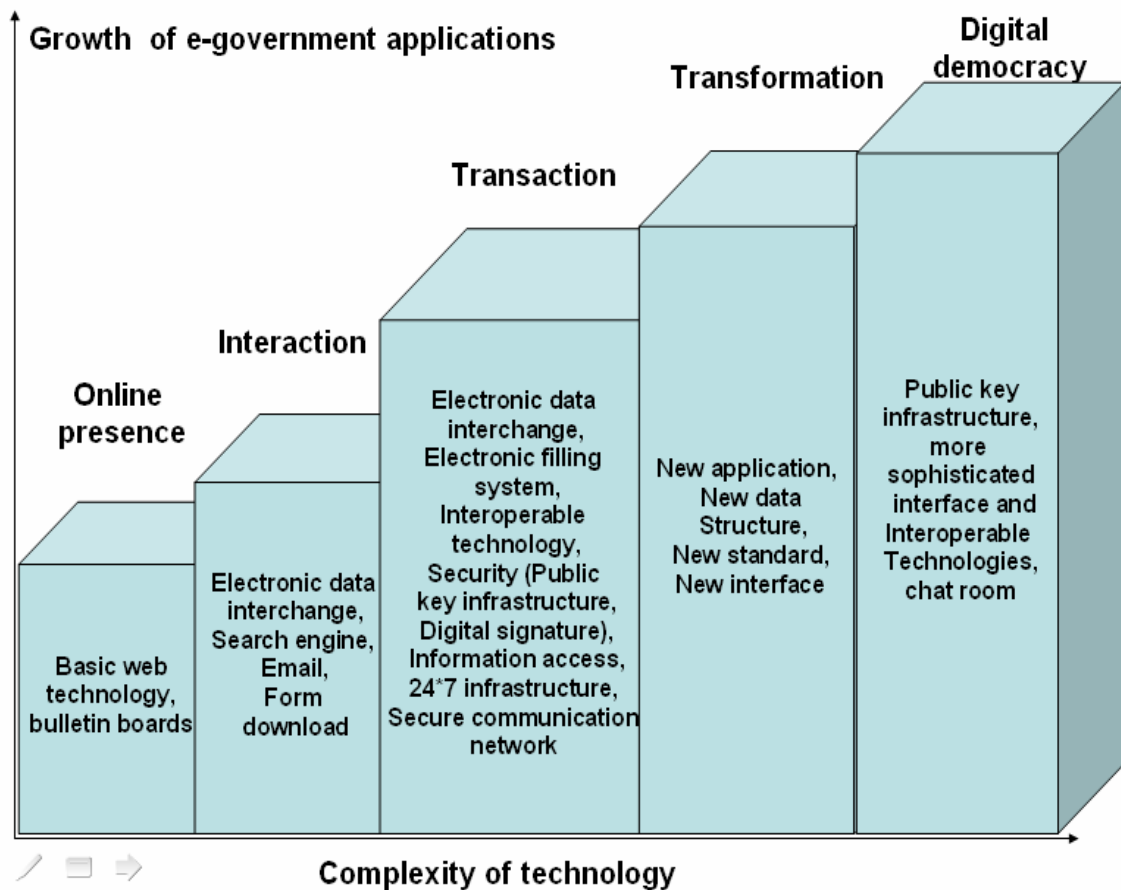 Growth of e-government applications
Digital
democracy
Transformation
Transaction
Interaction
Online
presence
Basic web
technology,
bulletin boards
Electronic data
interchange,
Search engine,
Email,
Form
download
Electronic data
interchange,
Electronic filling
system,
Interoperable
technology,
Security (Public
key infrastructure,
Digital signature),
Information access,
24*7 infrastructure,
Secure communication
network
New application,
New data
Structure,
New standard,
New interface
Public key
infrastructure,
more
sophisticated
interface and
Interoperable
Technologies,
chat room
Complexity of technology